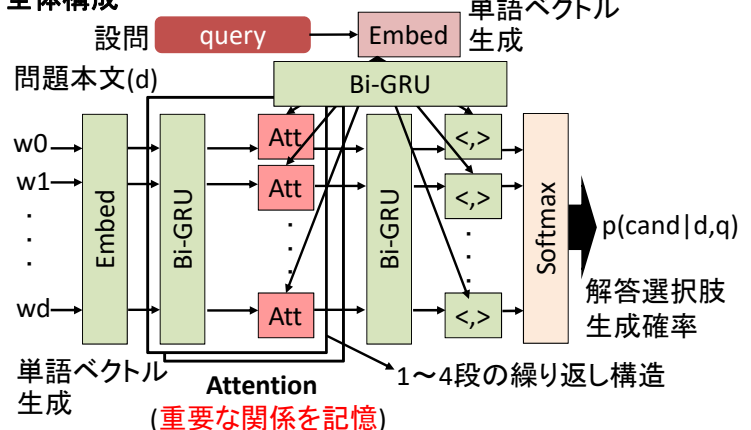 全体構成
設問
query
Embed
単語ベクトル
生成
問題本文(d)
Bi-GRU
w0
w1
wd
Embed
Bi-GRU
Att
Att
Att
Bi-GRU
<,>
<,>
<,>
Softmax
p(cand|d,q)
解答選択肢
生成確率
単語ベクトル
生成
Attention
(重要な関係を記憶)
1～4段の繰り返し構造